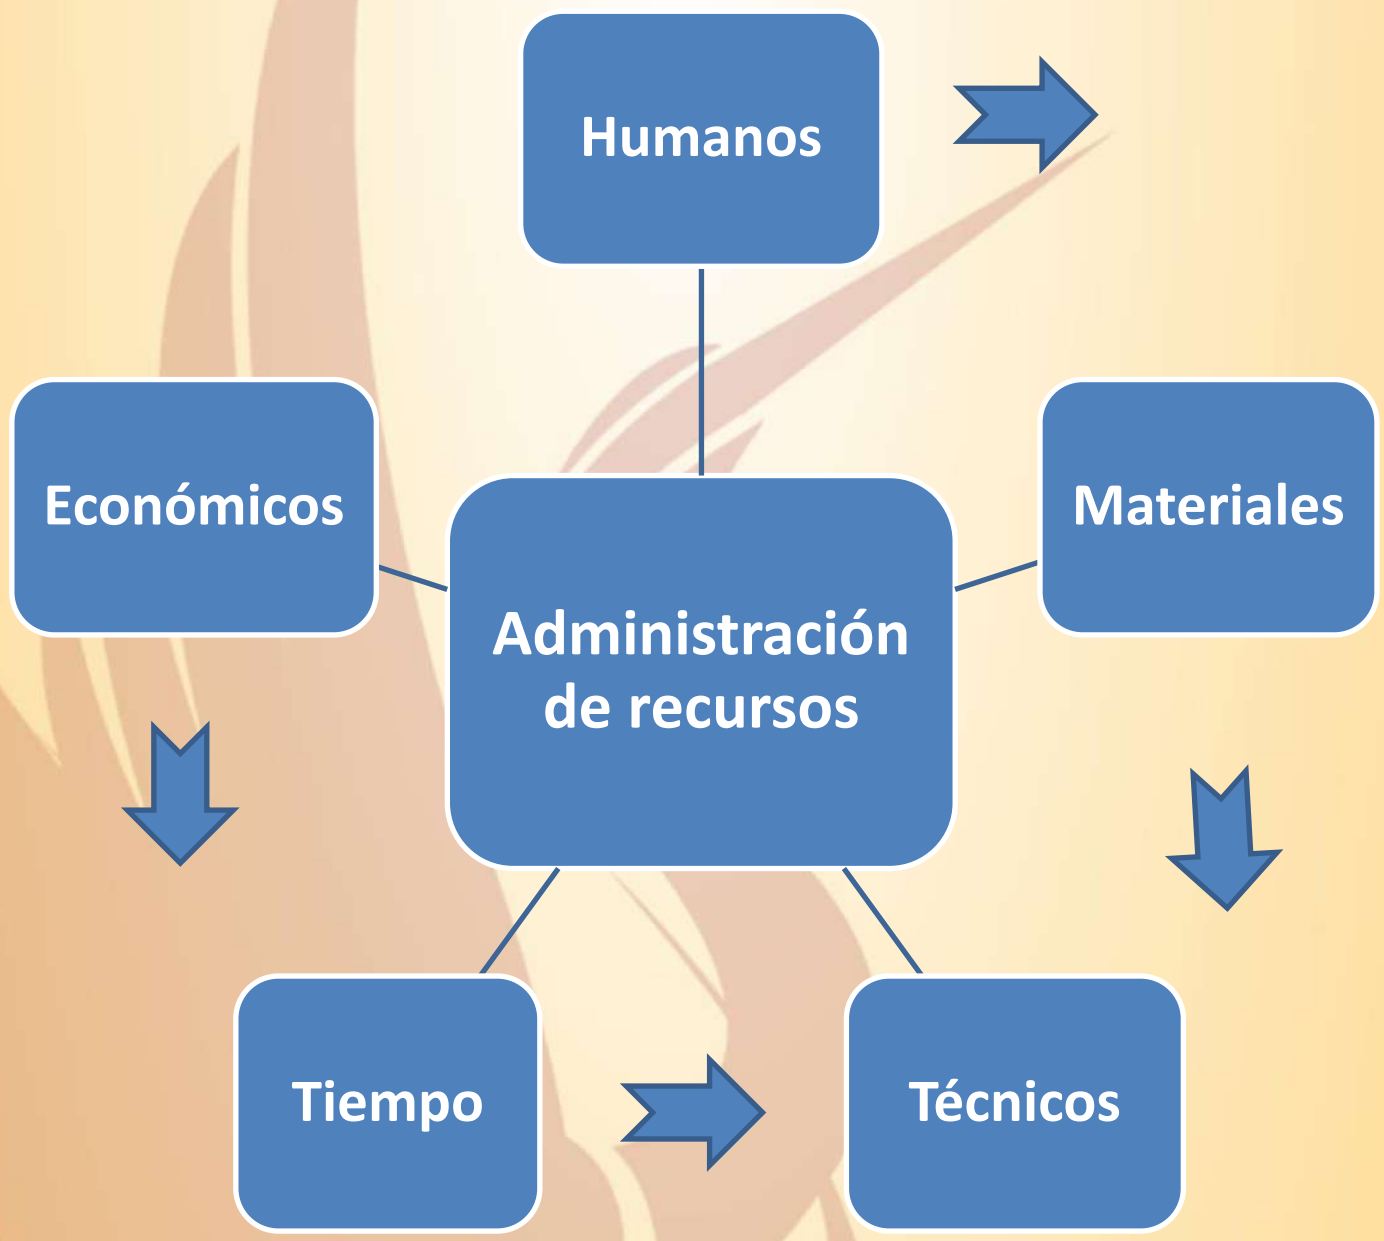 Humanos
Económicos
Materiales
Administración
de recursos
Tiempo
Técnicos